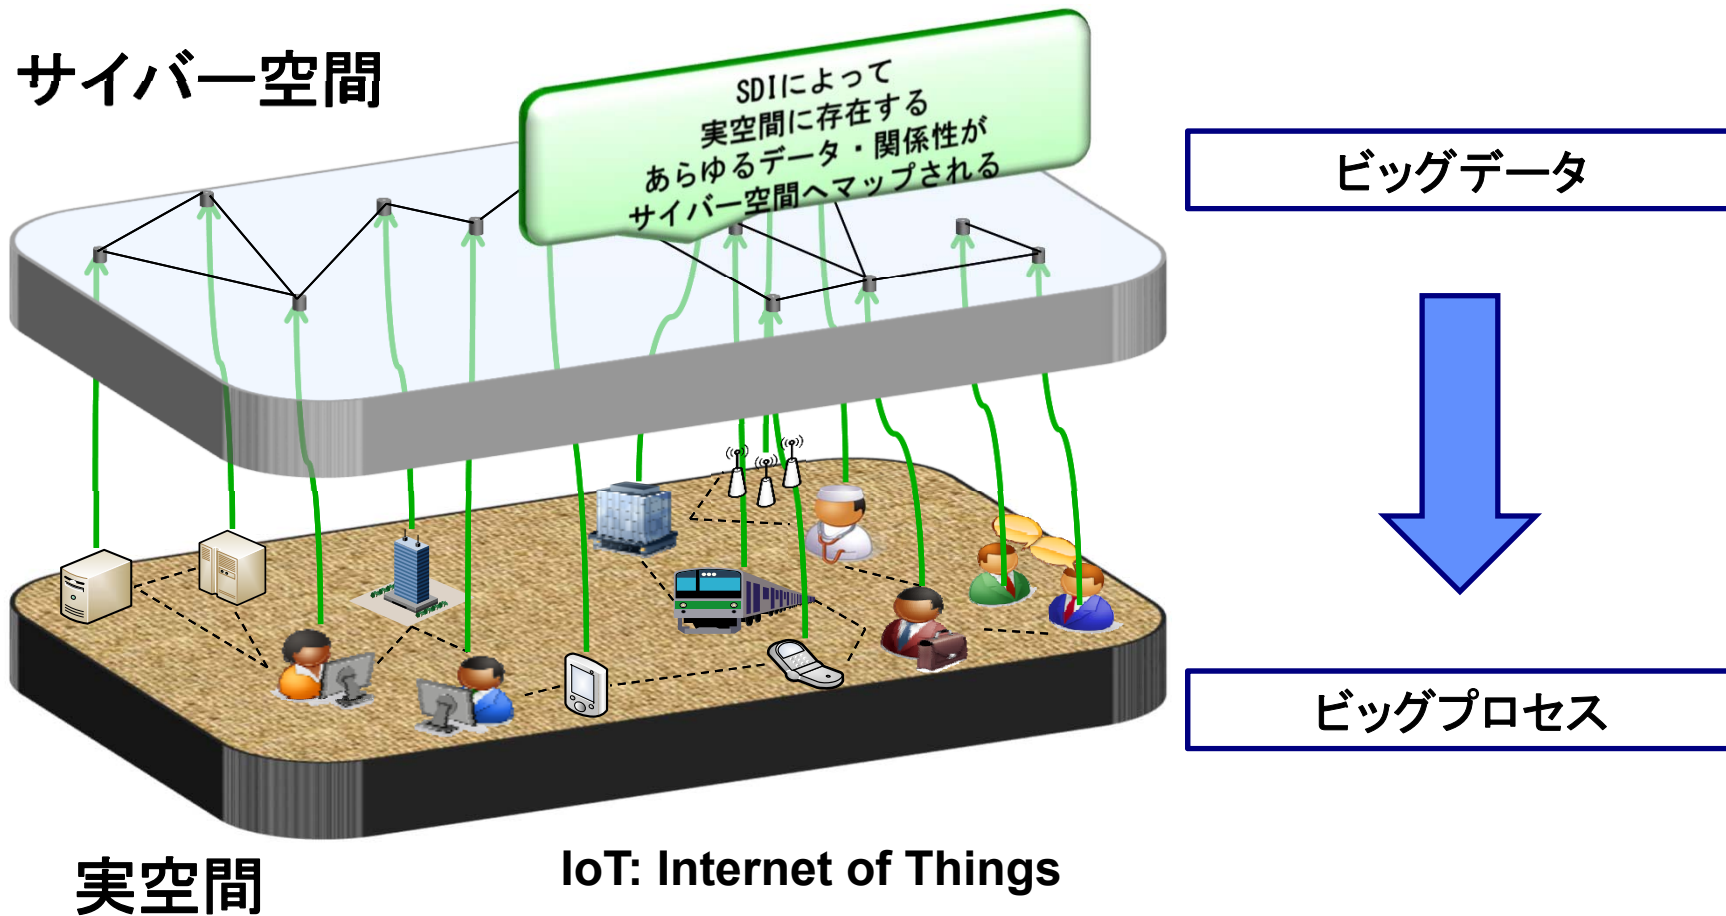 サイバー空間
SDIによって
実空間に存在する
あらゆるデータ・関係性が
サイバー空間へマップされる
ビッグデータ
ビッグプロセス
実空間
IoT: Internet of Things